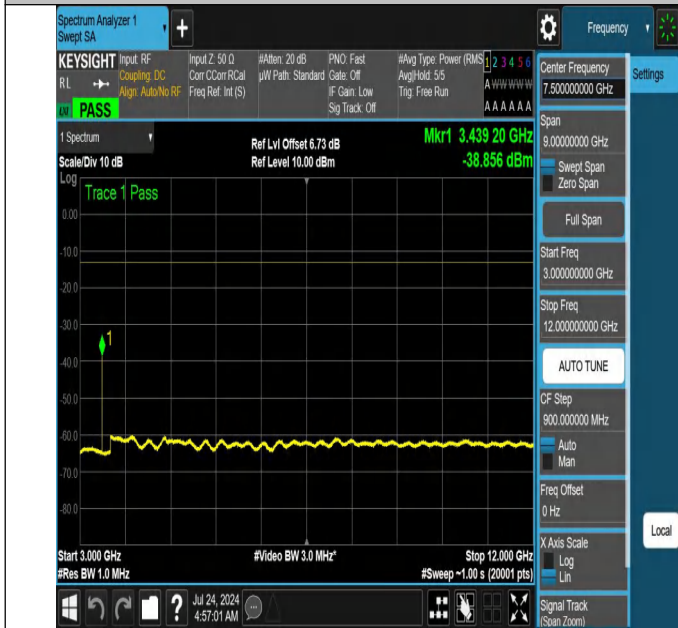 Spectrum Analyzer 1
Swept SA
Frequency
KEYSIGHT
RL
PASS
Input: RF
Coupling: DC
Align: Auto/No RF
Input Z: 50 Ω
Corr CCorr RCal
Freq Ref: Int (S)
#Atten: 20 dB
µW Path: Standard
PNO: Fast
Gate: Off
IF Gain: Low
Sig Track: Off
#Avg Type: Power (RMS
Avg|Hold: 5/5
Trig: Free Run
1 2 3 4 5 6
A W W W W W
A A A A A A
1 Spectrum
Scale/Div 10 dB
Ref Lvl Offset 6.73 dB
Ref Level 10.00 dBm
Mkr1 3.439 20 GHz
-38.856 dBm
Log
Trace 1 Pass
0.00
-10.0
-20.0
-30.0
1
-40.0
-50.0
-60.0
-70.0
-80.0
Start 3.000 GHz
#Res BW 1.0 MHz
#Video BW 3.0 MHz*
Stop 12.000 GHz
#Sweep ~1.00 s (20001 pts)
Center Frequency
7.500000000 GHz
Settings
Span
9.00000000 GHz
Swept Span
Zero Span
Full Span
Start Freq
3.000000000 GHz
Stop Freq
12.000000000 GHz
AUTO TUNE
CF Step
900.000000 MHz
Auto
Man
Freq Offset
0 Hz
X Axis Scale
Log
Lin
Local
Signal Track
(Span Zoom)
?
Jul 24, 2024
4:57:01 AM